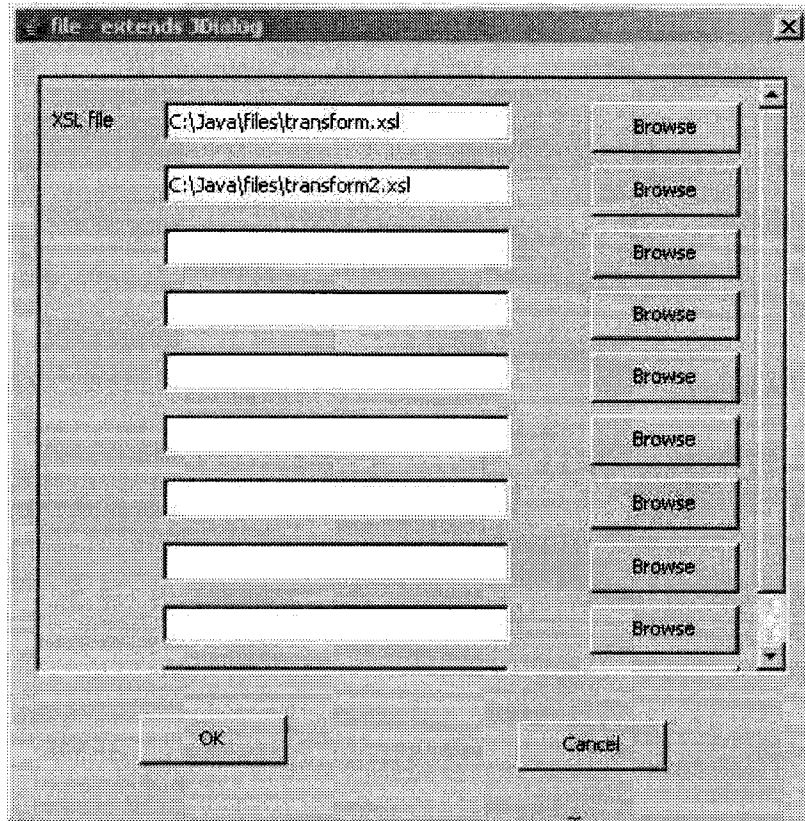 file - extends JDialog
XSL file C:\Java\files\transform.xsl Browse
C:\Java\files\transform2.xsl Browse
Browse
Browse
Browse
Browse
Browse
Browse
Browse
OK Cancel